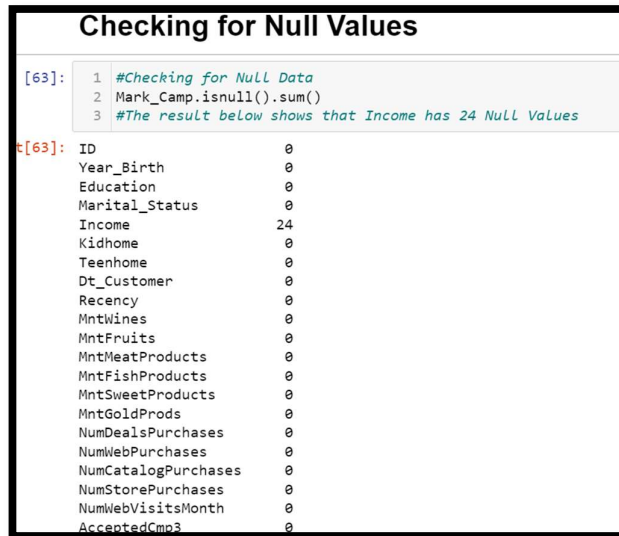 Checking for Null Values
[63]: 1 #Checking for Null Data
2 Mark_Camp.isnull().sum()
3 #The result below shows that Income has 24 Null Values
t[63]: ID 0
Year_Birth 0
Education 0
Marital_Status 0
Income 24
Kidhome 0
Teenhome 0
Dt_Customer 0
Recency 0
MntWines 0
MntFruits 0
MntMeatProducts 0
MntFishProducts 0
MntSweetProducts 0
MntGoldProds 0
NumDealsPurchases 0
NumWebPurchases 0
NumCatalogPurchases 0
NumStorePurchases 0
NumWebVisitsMonth 0
AcceptedCmp3 0